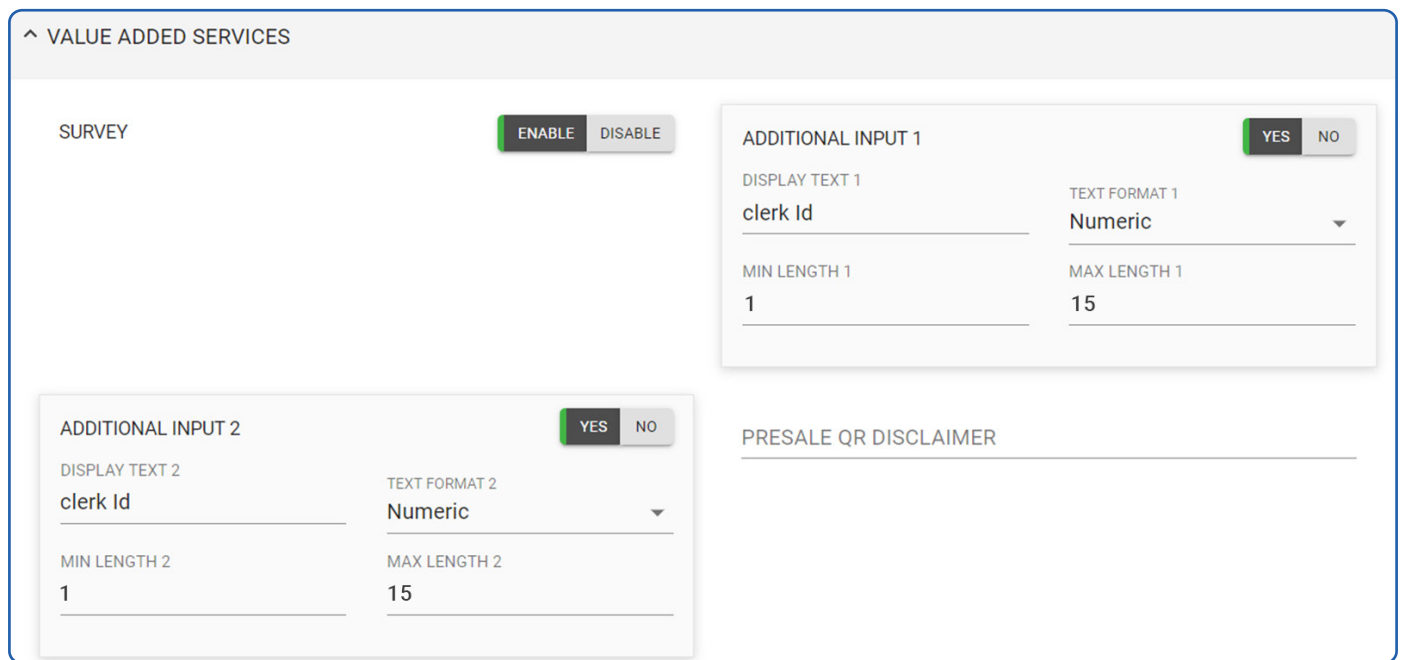 VALUE ADDED SERVICES
SURVEY
ENABLE DISABLE
ADDITIONAL INPUT 1
YES NO
DISPLAY TEXT 1
clerk Id
TEXT FORMAT 1
Numeric
MIN LENGTH 1
1
MAX LENGTH 1
15
ADDITIONAL INPUT 2
YES NO
DISPLAY TEXT 2
clerk Id
TEXT FORMAT 2
Numeric
MIN LENGTH 2
1
MAX LENGTH 2
15
PRESALE QR DISCLAIMER